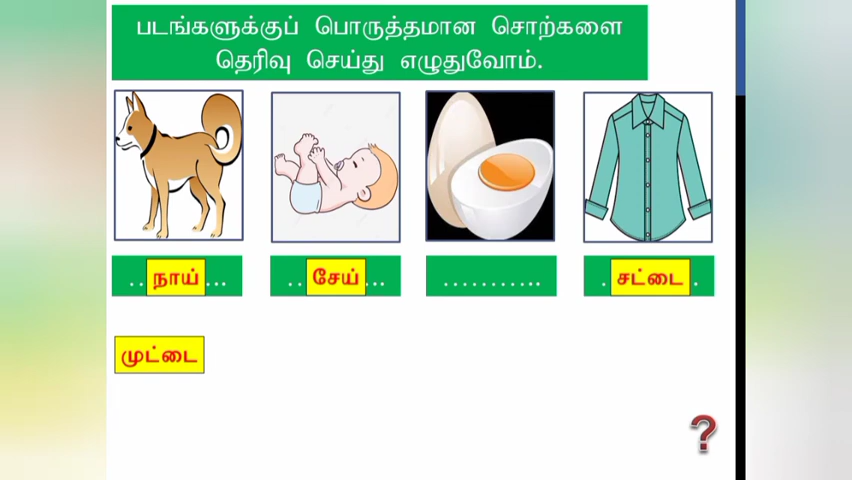 படங்களுக்குப் பொருத்தமான சொற்களை
தெரிவு செய்து எழுதுவோம்.
..நாய்... ..சேய்... ........... .சட்டை.
முட்டை
?